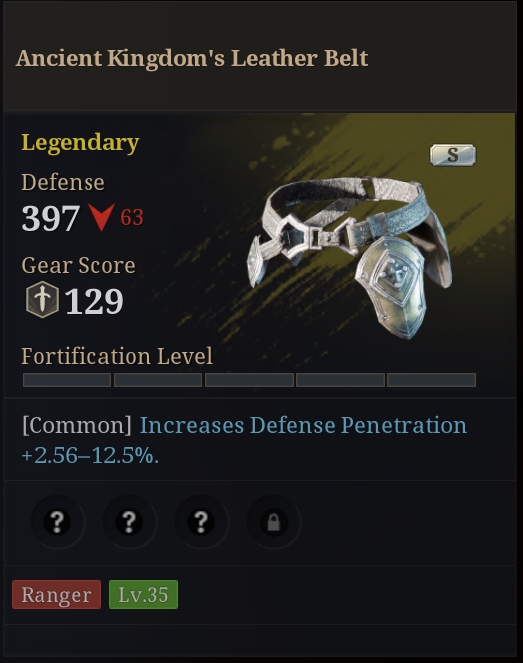 Ancient Kingdom's Leather Belt
Legendary
S
Defense
397 63
Gear Score
129
Fortification Level
[Common] Increases Defense Penetration
+2.56–12.5%.
? ? ?
Ranger Lv.35